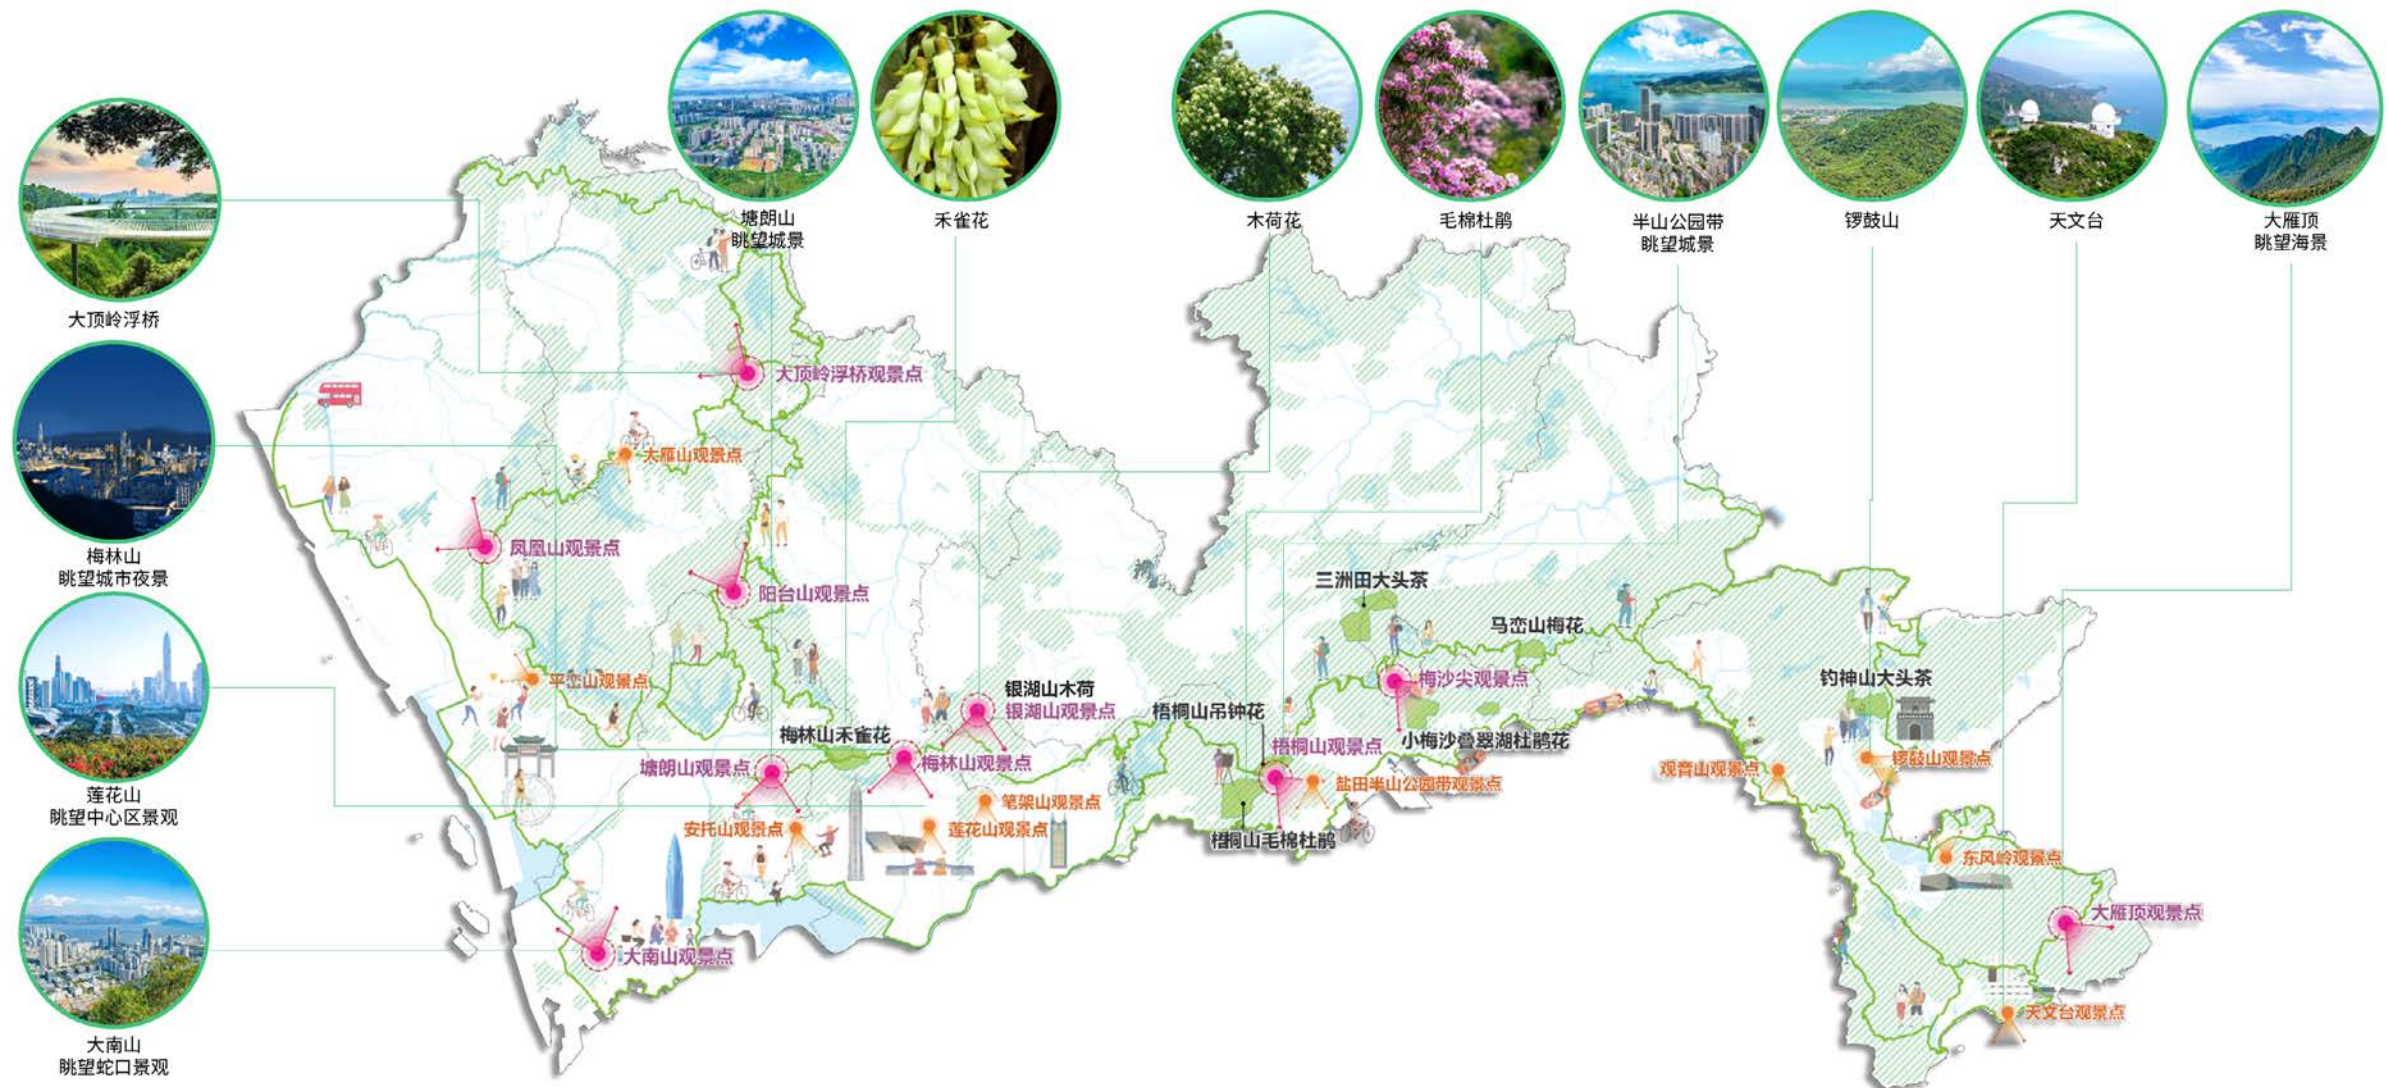 塘朗山
眺望城景
禾雀花
木荷花
毛棉杜鹃
半山公园带
眺望城景
锣鼓山
天文台
大雁顶
眺望海景
大顶岭浮桥
梅林山
眺望城市夜景
莲花山
眺望中心区景观
大南山
眺望蛇口景观
大顶岭浮桥观景点
大雁山观景点
凤凰山观景点
阳台山观景点
三洲田大头茶
马峦山梅花
平峦山观景点
梅沙尖观景点
钓神山大头茶
银湖山木荷
银湖山观景点
梧桐山吊钟花
梅林山禾雀花
小梅沙叠翠湖杜鹃花
梧桐山观景点
塘朗山观景点
梅林山观景点
观音山观景点
锣鼓山观景点
盐田半山公园带观景点
笔架山观景点
安托山观景点
莲花山观景点
梧桐山毛棉杜鹃
东风岭观景点
大雁顶观景点
大南山观景点
天文台观景点